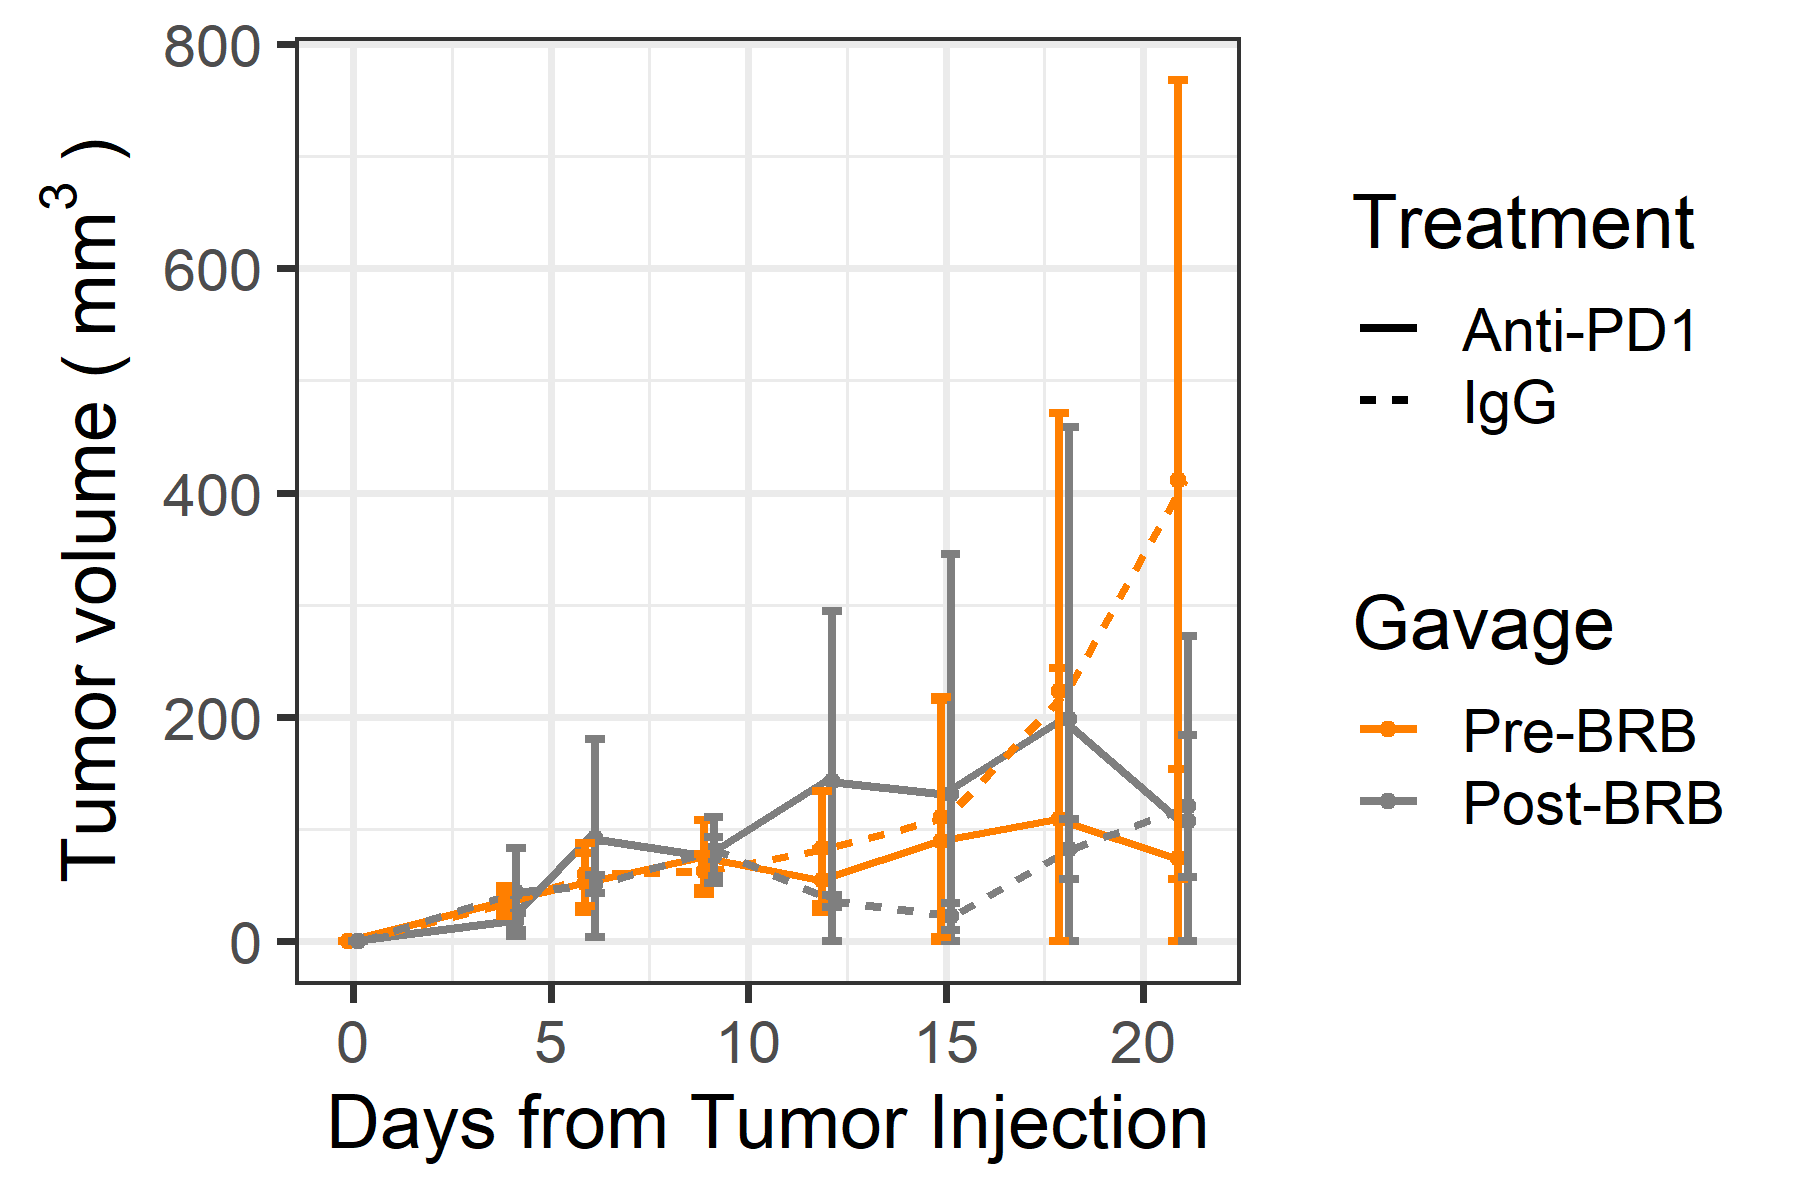 Tumor volume ( mm³ )
800
600
400
200
0
0 5 10 15 20
Days from Tumor Injection
Treatment
Anti-PD1
IgG
Gavage
Pre-BRB
Post-BRB